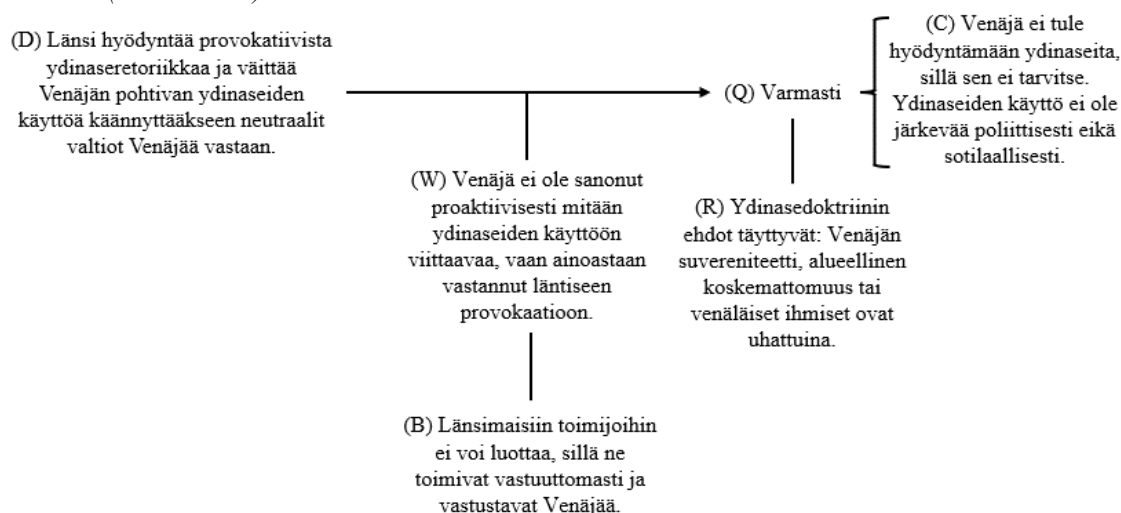 (D) Länsi hyödyntää provokatiivista
ydinaseretoriikkaa ja väittää
Venäjän pohtivan ydinaseiden
käyttöä käännyttääkseen neutraalit
valtiot Venäjää vastaan.
(Q) Varmasti
(C) Venäjä ei tule
hyödyntämään ydinaseita,
sillä sen ei tarvitse.
Ydinaseiden käyttö ei ole
järkevää poliittisesti eikä
sotilaallisesti.
(W) Venäjä ei ole sanonut
proaktiivisesti mitään
ydinaseiden käyttöön
viittaavaa, vaan ainoastaan
vastannut läntiseen
provokaatioon.
(R) Ydinasedoktriinin
ehdot täyttyvät: Venäjän
suvereniteetti, alueellinen
koskemattomuus tai
venäläiset ihmiset ovat
uhattuina.
(B) Länsimaisiin toimijoihin
ei voi luottaa, sillä ne
toimivat vastuuttomasti ja
vastustavat Venäjää.